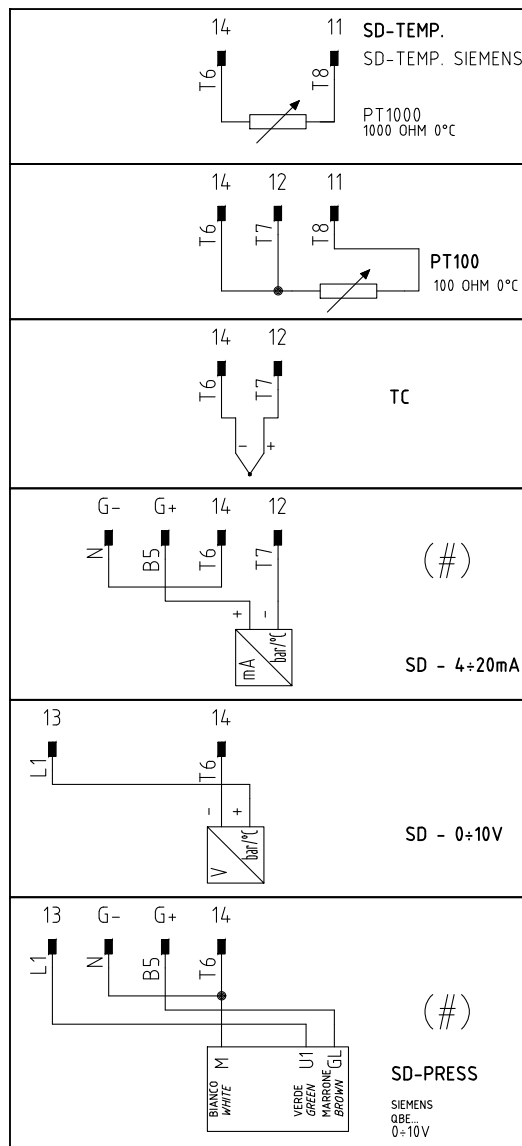 14 11 SD-TEMP.
SD-TEMP. SIEMENS
T6 T8
PT1000
1000 OHM 0°C
14 12 11
T6 T7 T8
PT100
100 OHM 0°C
14 12
T6 T7
TC
- +
G- G+ 14 12
N B5 T6 T7
(#)
+ -
mA bar/°C
SD - 4÷20mA
13 14
L1 T6
- +
V bar/°C
SD - 0÷10V
13 G- G+ 14
L1 N B5 T6
(#)
M U1 GL
BIANCO VERDE MARRONE
WHITE GREEN BROWN
SD-PRESS
SIEMENS
QBE...
0÷10V